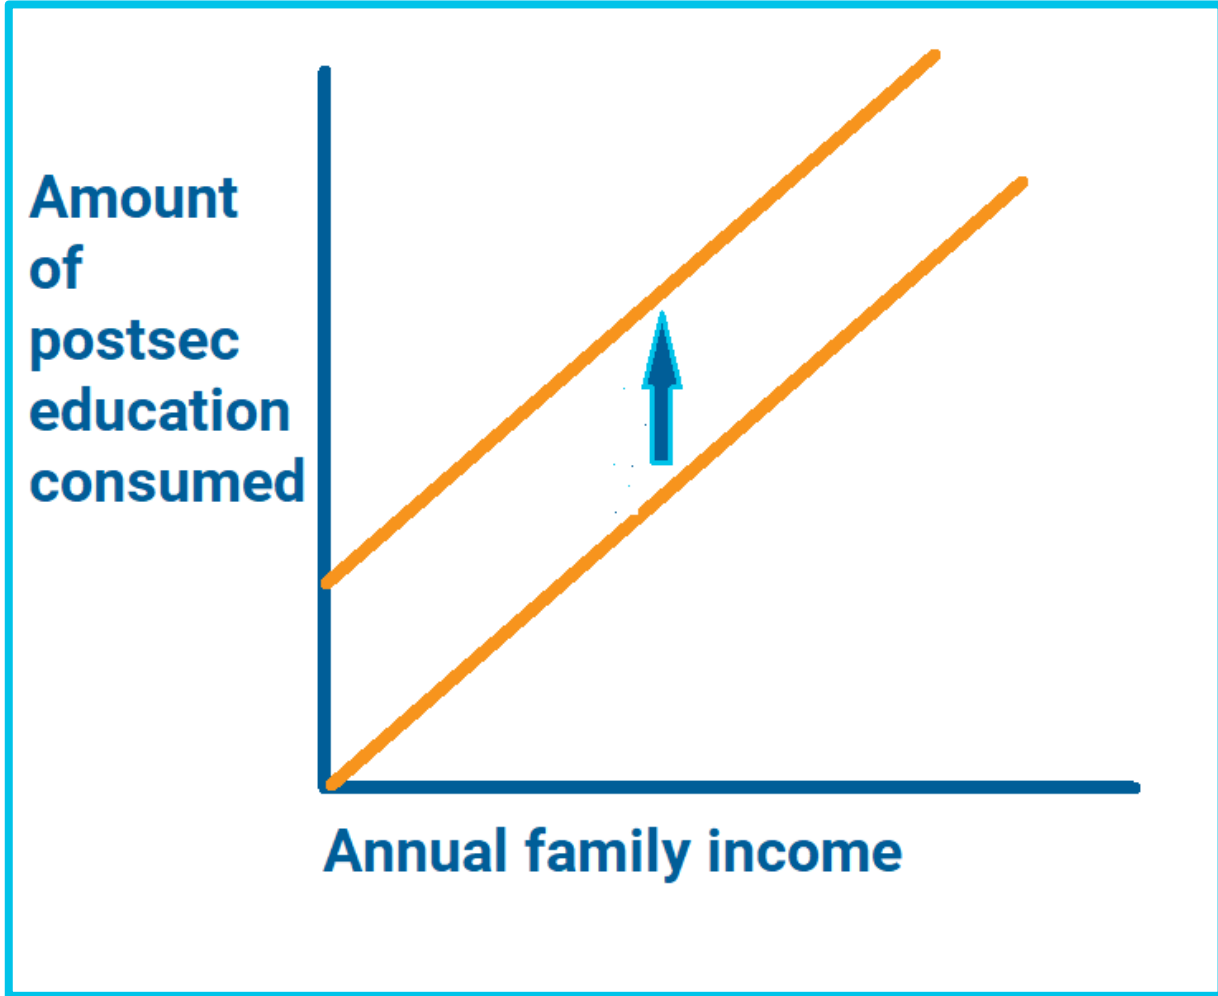 Amount
of
postsec
education
consumed
Annual family income